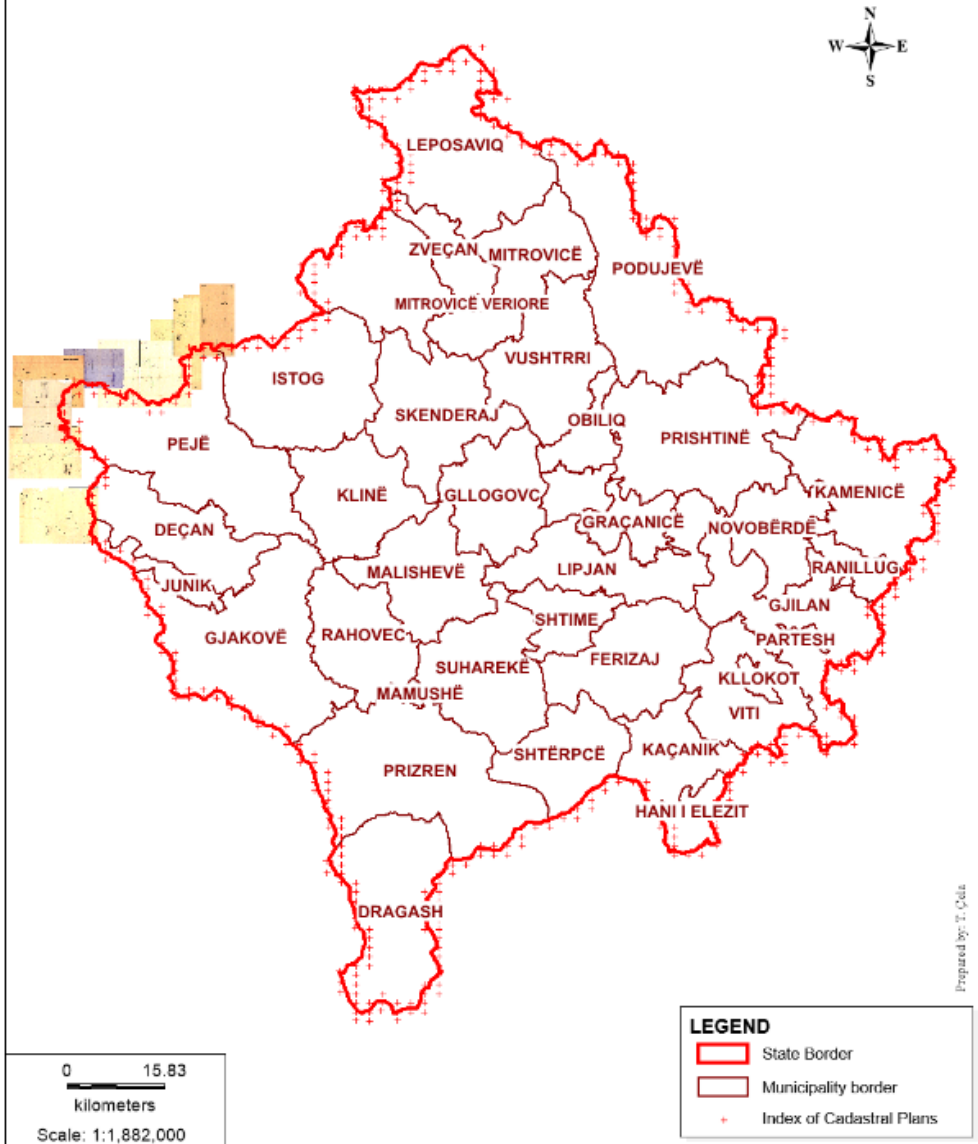 N
W E
S
LEPOSAVIQ
ZVEÇAN
MITROVICË
PODUJEVË
MITROVICË VERIORE
VUSHTRRI
ISTOG
SKENDERAJ
OBILIQ
PRISHTINË
PEJË
KLINË
GLLOGOVC
KAMENICË
GRAÇANICË
NOVOBËRDË
DEÇAN
JUNIK
MALISHEVË
LIPJAN
RANILLUG
GJILAN
SHTIME
GJAKOVË
RAHOVEC
PARTESH
FERIZAJ
SUHAREKË
KLLOKOT
MAMUSHË
VITI
KAÇANIK
SHTËRPCË
PRIZREN
HANI I ELEZIT
DRAGASH
Prepared by: T. Çela
0 15.83
kilometers
Scale: 1:1,882,000
LEGEND
State Border
Municipality border
Index of Cadastral Plans